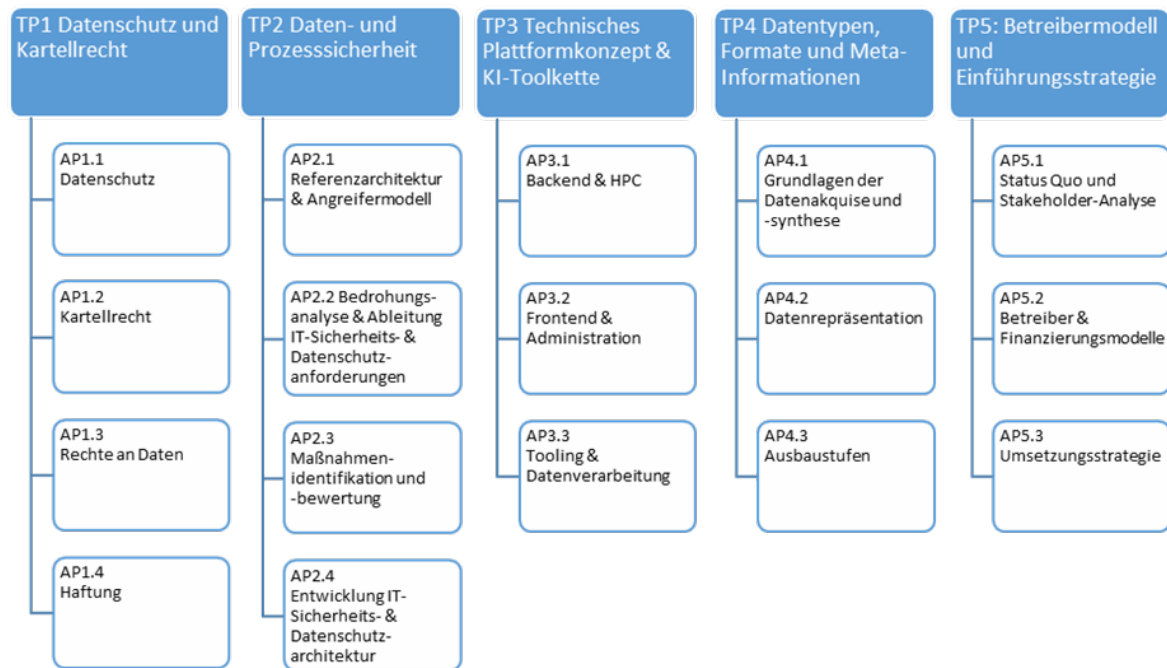 TP1 Datenschutz und
Kartellrecht
AP1.1
Datenschutz
AP1.2
Kartellrecht
AP1.3
Rechte an Daten
AP1.4
Haftung
TP2 Daten- und
Prozesssicherheit
AP2.1
Referenzarchitektur
& Angreifermodell
AP2.2 Bedrohungs-
analyse & Ableitung
IT-Sicherheits- &
Datenschutz-
anforderungen
AP2.3
Maßnahmen-
identifikation und
-bewertung
AP2.4
Entwicklung IT-
Sicherheits- &
Datenschutz-
architektur
TP3 Technisches
Plattformkonzept &
KI-Toolkette
AP3.1
Backend & HPC
AP3.2
Frontend &
Administration
AP3.3
Tooling &
Datenverarbeitung
TP4 Datentypen,
Formate und Meta-
Informationen
AP4.1
Grundlagen der
Datenakquise und
-synthese
AP4.2
Datenrepräsentation
AP4.3
Ausbaustufen
TP5: Betreibermodell
und
Einführungsstrategie
AP5.1
Status Quo und
Stakeholder-Analyse
AP5.2
Betreiber &
Finanzierungsmodelle
AP5.3
Umsetzungsstrategie